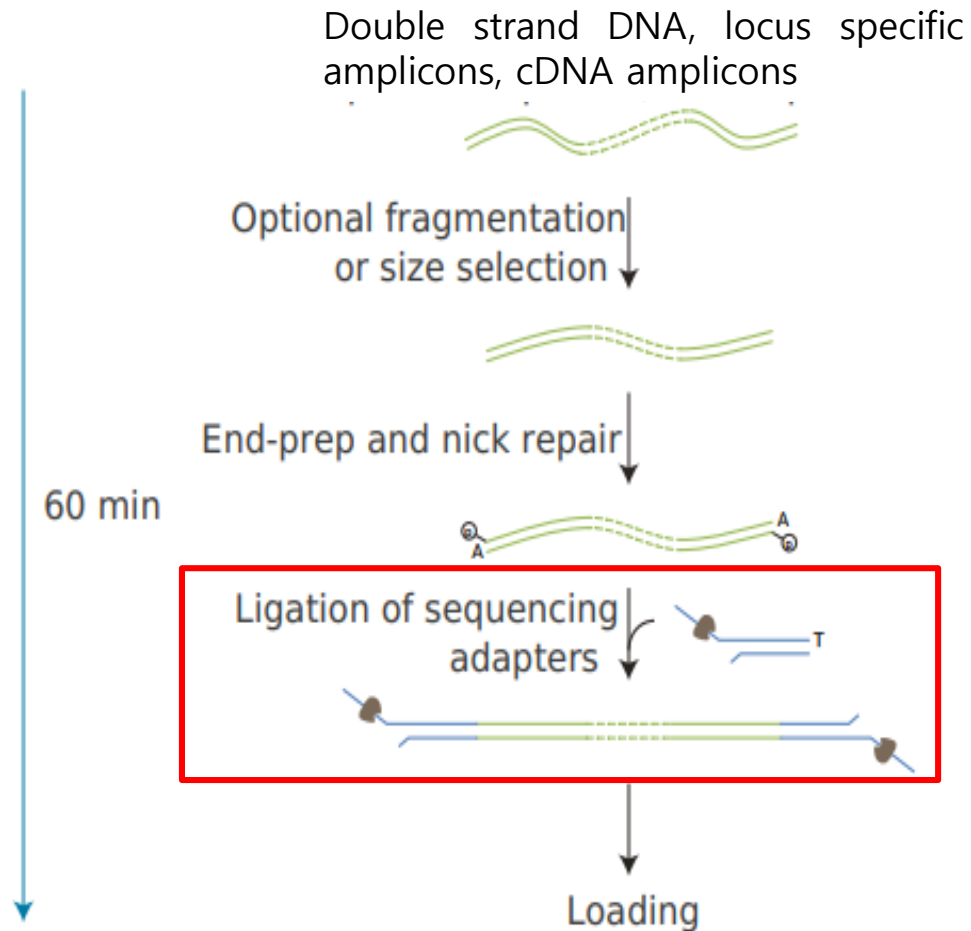 Double strand DNA, locus specific
amplicons, cDNA amplicons
Optional fragmentation
or size selection
End-prep and nick repair
60 min
P
A
A
P
Ligation of sequencing
adapters
T
Loading